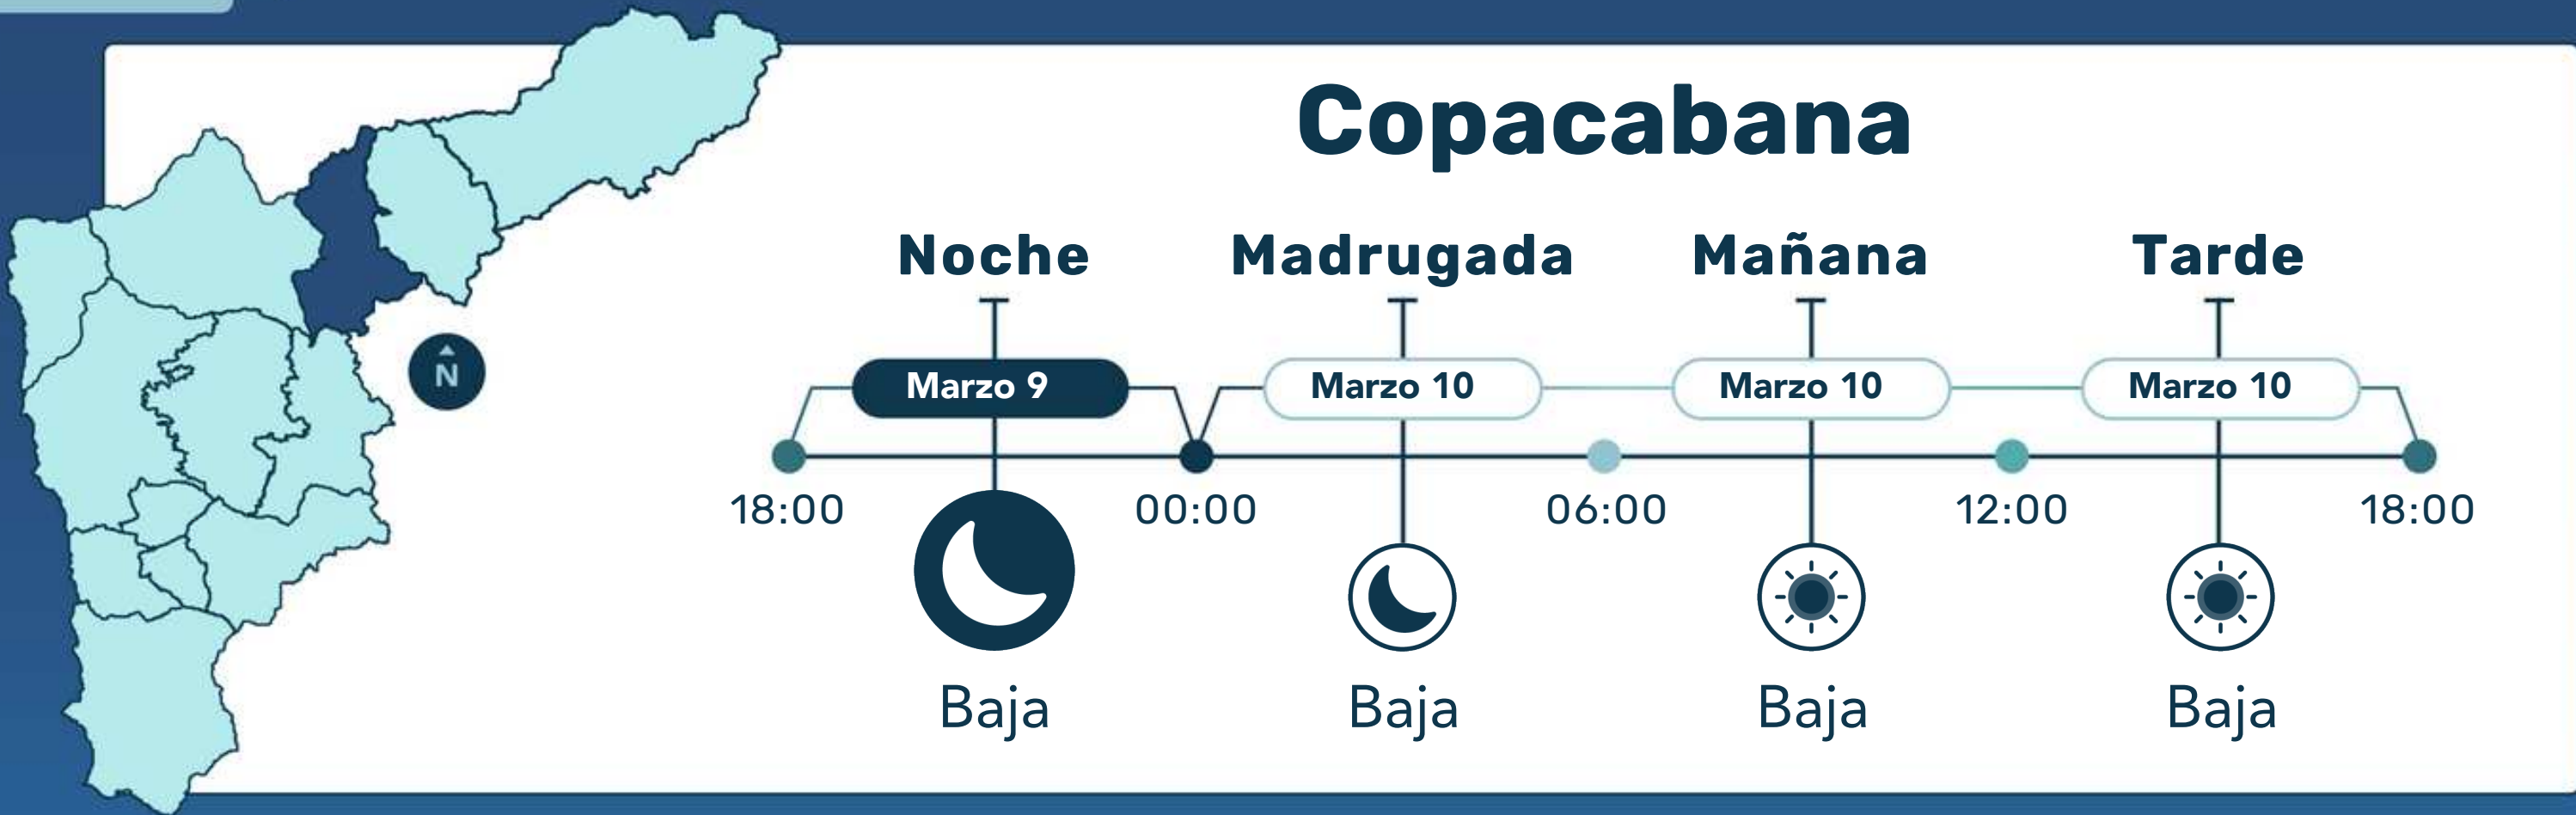 Copacabana
Noche Madrugada Mañana Tarde
Marzo 9 Marzo 10 Marzo 10 Marzo 10
N
18:00 00:00 06:00 12:00 18:00
Baja Baja Baja Baja